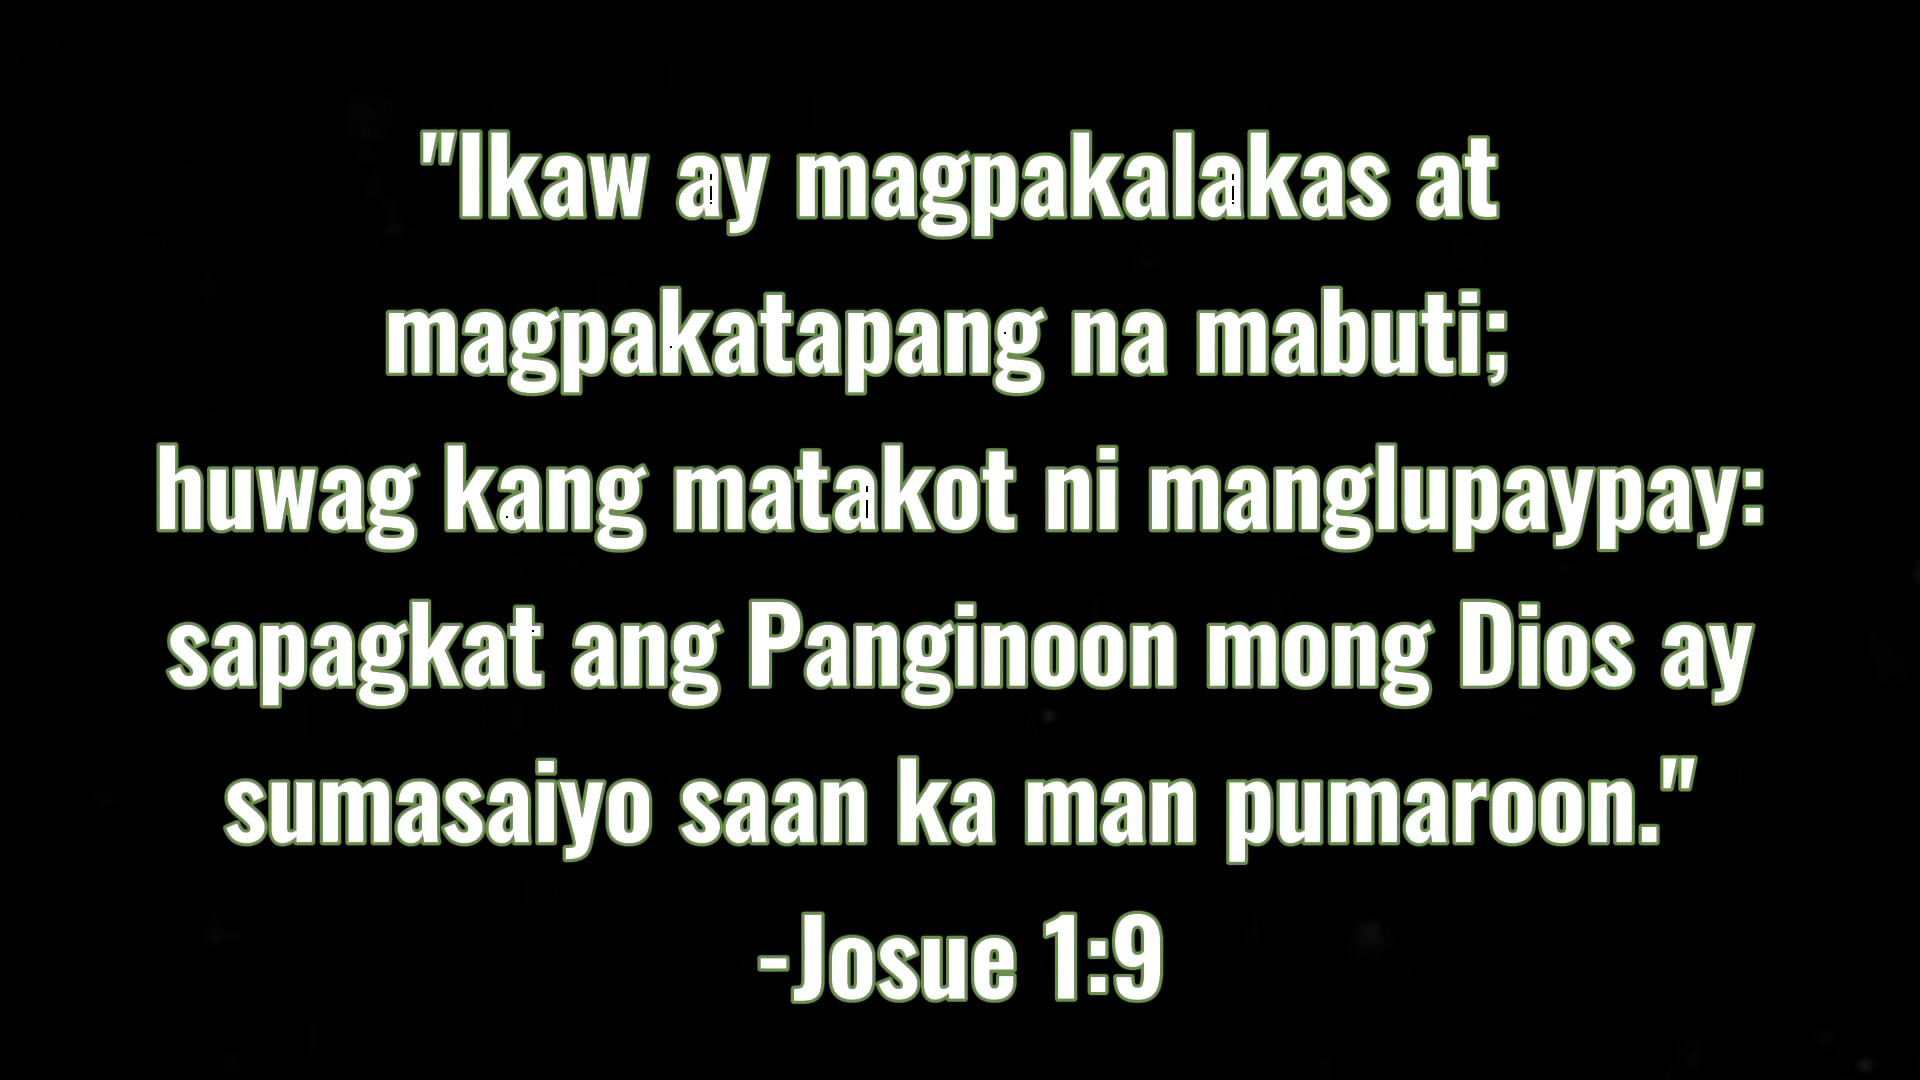 "Ikaw ay magpakalakas at
magpakatapang na mabuti;
huwag kang matakot ni manglupaypay:
sapagkat ang Panginoon mong Dios ay
sumasaiyo saan ka man pumaroon."
-Josue 1:9